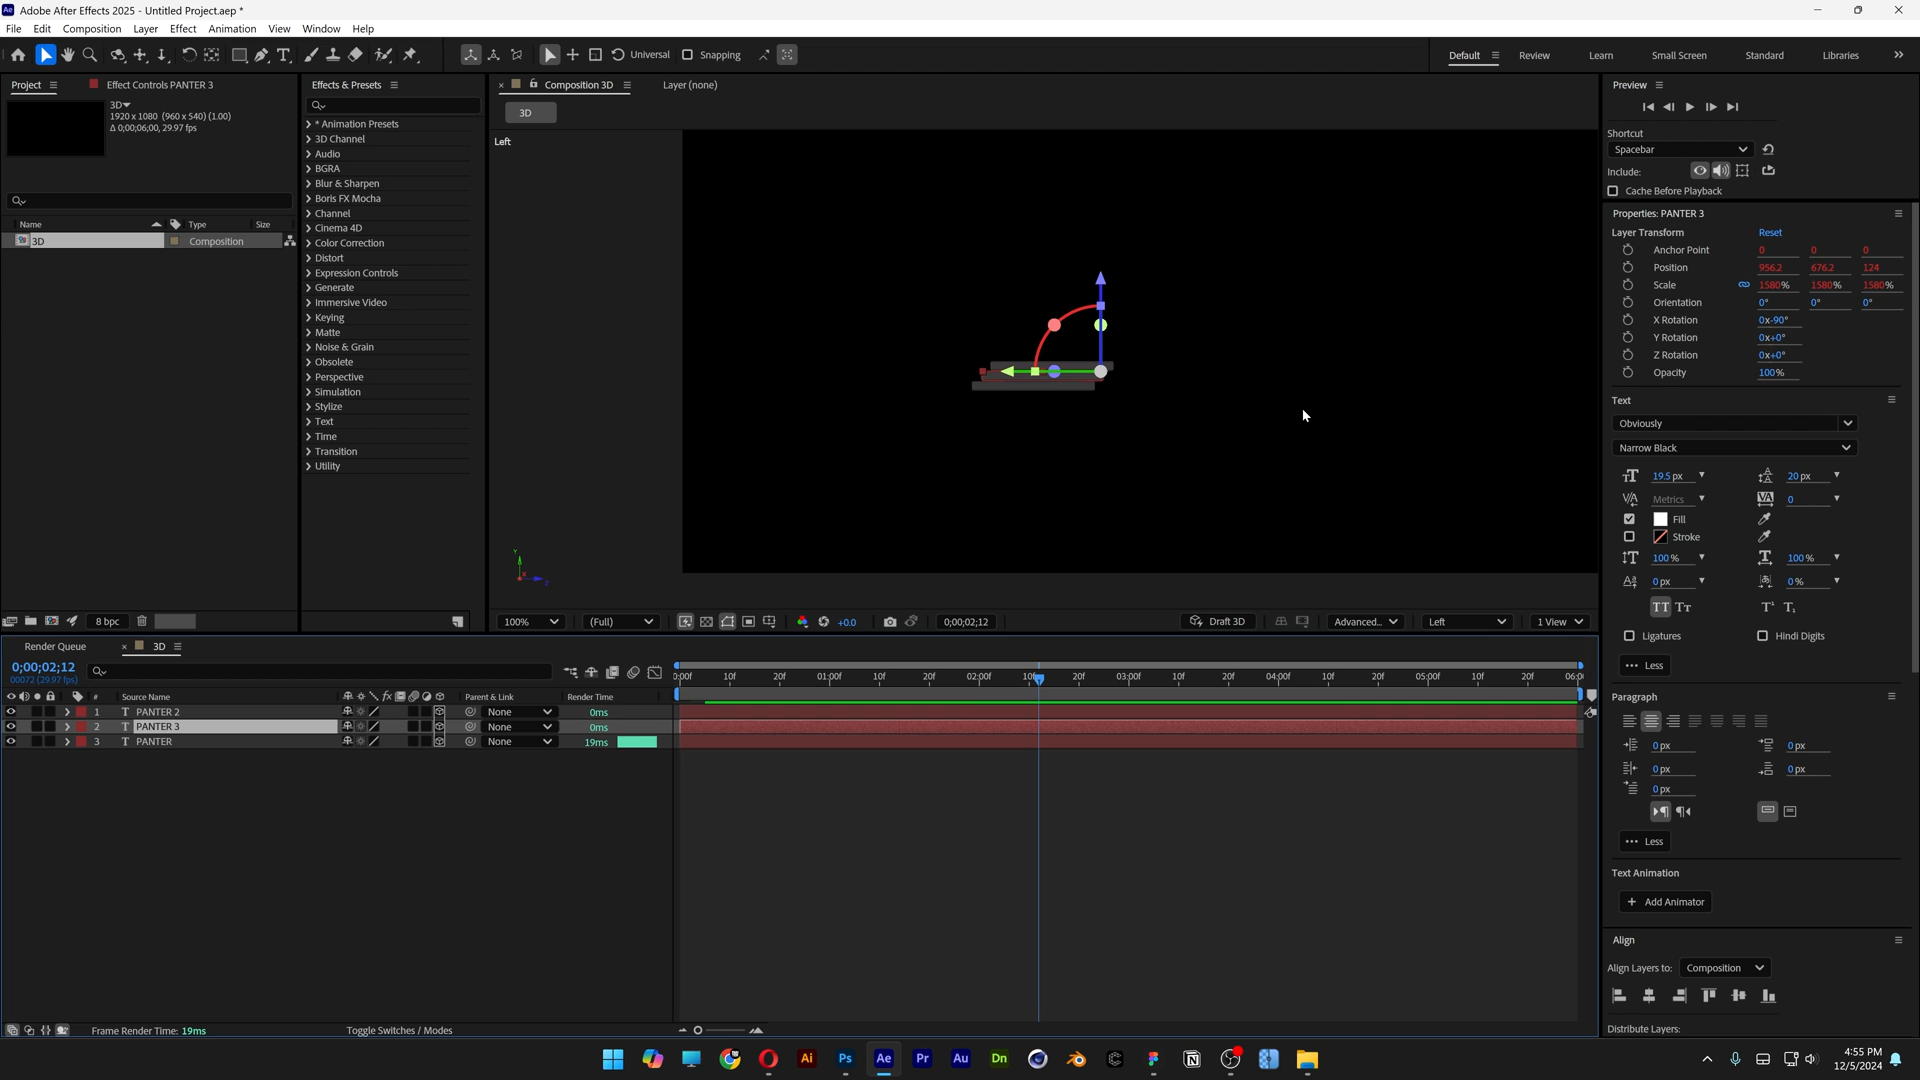 Adobe After Effects 2025 - Untitled Project.aep *
File Edit Composition Layer Effect Animation View Window Help
Universal Snapping Default Review Learn Small Screen Standard Libraries
Project Effect Controls PANTER 3
3D
1920 x 1080 (960 x 540) (1.00)
Δ 0;00;06;00, 29.97 fps
Name Type Size
3D Composition
8 bpc
Effects & Presets
* Animation Presets
3D Channel
Audio
BGRA
Blur & Sharpen
Boris FX Mocha
Channel
Cinema 4D
Color Correction
Distort
Expression Controls
Generate
Immersive Video
Keying
Matte
Noise & Grain
Obsolete
Perspective
Simulation
Stylize
Text
Time
Transition
Utility
Composition 3D Layer (none)
3D
Left
100% (Full) +0.0 0;00;02;12 Draft 3D Advanced... Left 1 View
Preview
Shortcut
Spacebar
Include:
Cache Before Playback
Properties: PANTER 3
Layer Transform Reset
Anchor Point 0 0 0
Position 956.2 676.2 124
Scale 1580% 1580% 1580%
Orientation 0° 0° 0°
X Rotation 0x-90°
Y Rotation 0x+0°
Z Rotation 0x+0°
Opacity 100%
Text
Obviously
Narrow Black
19.5 px 20 px
Metrics 0
Fill
Stroke
100 % 100 %
0 px 0 %
Ligatures Hindi Digits
Less
Paragraph
0 px 0 px
0 px 0 px
0 px
Less
Text Animation
+ Add Animator
Align
Align Layers to: Composition
Distribute Layers:
Render Queue 3D
0;00;02;12
00072 (29.97 fps)
# Source Name Parent & Link Render Time
1 PANTER 2 None 0ms
2 PANTER 3 None 0ms
3 PANTER None 19ms
0:00f 10f 20f 01:00f 10f 20f 02:00f 10f 20f 03:00f 10f 20f 04:00f 10f 20f 05:00f 10f 20f 06:0
Frame Render Time: 19ms Toggle Switches / Modes
4:55 PM
12/5/2024